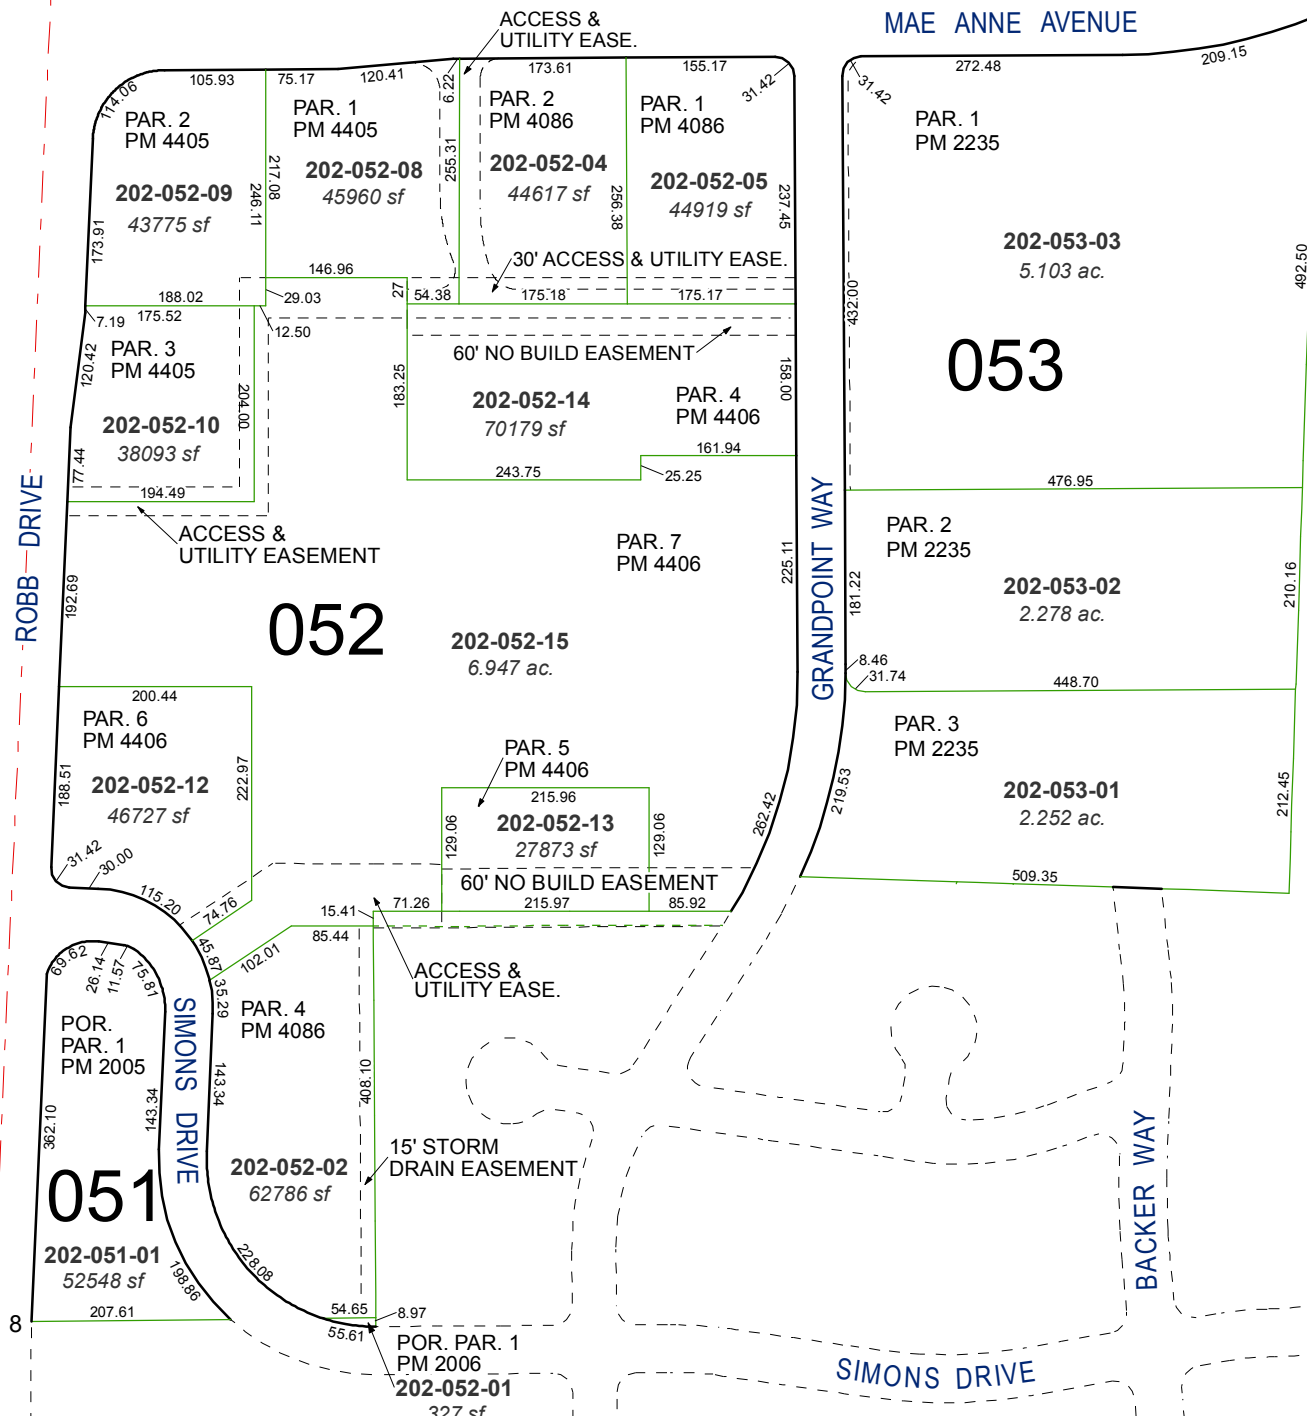 MAE ANNE AVENUE
ACCESS &
UTILITY EASE.
105.93
75.17
120.41
173.61
155.17
272.48
209.15
114.06
6.22
31.42
31.42
PAR. 2
PM 4405
PAR. 1
PM 4405
PAR. 2
PM 4086
PAR. 1
PM 4086
PAR. 1
PM 2235
202-052-09
43775 sf
202-052-08
45960 sf
202-052-04
44617 sf
202-052-05
44919 sf
202-053-03
5.103 ac.
173.91
246.11
217.08
255.31
256.38
237.45
432.00
492.50
30' ACCESS & UTILITY EASE.
146.96
188.02
29.03
27
54.38
175.18
175.17
7.19
175.52
12.50
PAR. 3
PM 4405
60' NO BUILD EASEMENT
053
120.42
204.00
183.25
158.00
202-052-10
38093 sf
202-052-14
70179 sf
PAR. 4
PM 4406
77.44
194.49
243.75
161.94
25.25
476.95
ROBB DRIVE
ACCESS &
UTILITY EASEMENT
PAR. 7
PM 4406
GRANDPOINT WAY
PAR. 2
PM 2235
192.69
225.11
181.22
210.16
052
202-052-15
6.947 ac.
202-053-02
2.278 ac.
8.46
31.74
448.70
200.44
PAR. 6
PM 4406
PAR. 5
PM 4406
PAR. 3
PM 2235
188.51
222.97
202-052-12
46727 sf
215.96
202-052-13
27873 sf
129.06
129.06
262.42
219.53
202-053-01
2.252 ac.
212.45
31.42
30.00
60' NO BUILD EASEMENT
509.35
115.20
74.76
15.41
71.26
215.97
85.92
45.87
102.01
85.44
69.62
26.14
11.57
75.81
35.29
ACCESS &
UTILITY EASE.
POR.
PAR. 1
PM 2005
SIMONS DRIVE
PAR. 4
PM 4086
362.10
143.34
143.34
408.10
15' STORM
DRAIN EASEMENT
051
202-052-02
62786 sf
BACKER WAY
202-051-01
52548 sf
198.86
228.08
207.61
54.65
8.97
55.61
8
POR. PAR. 1
PM 2006
202-052-01
327 sf
SIMONS DRIVE